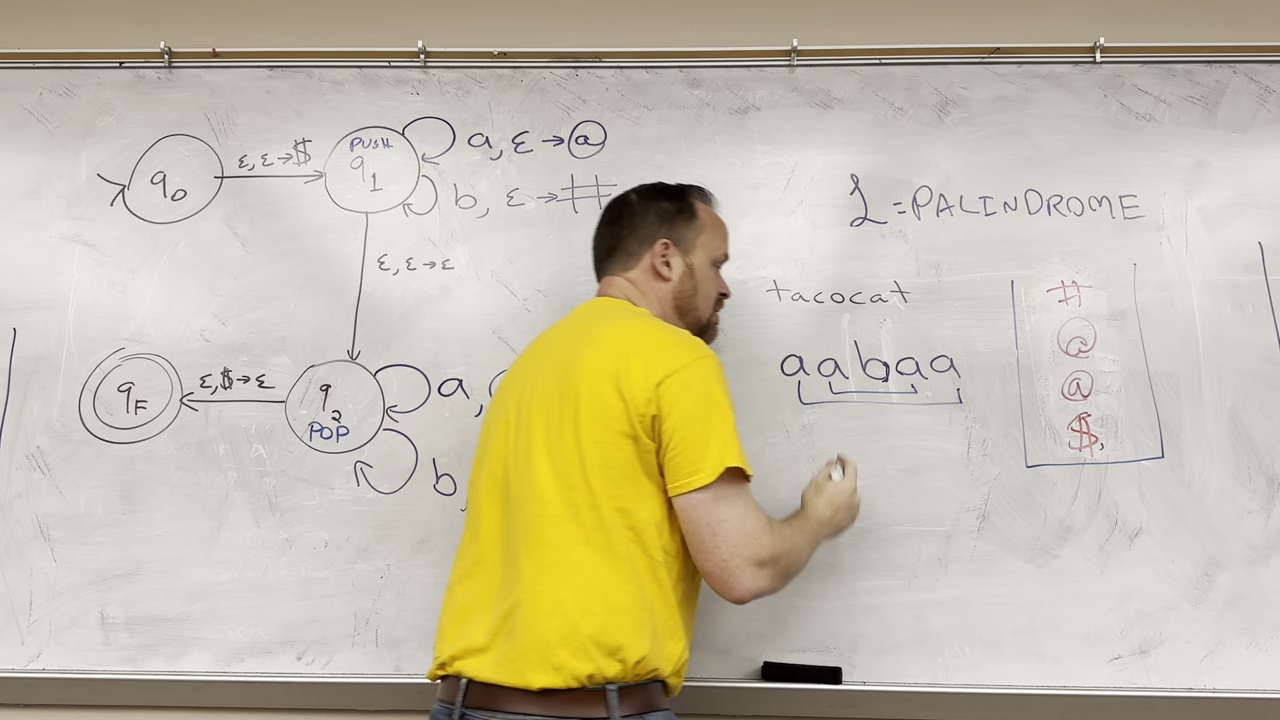 ε, ε→$
PUSH
q0
q1
a, ε→@
b, ε→#
L = PALINDROME
ε, ε→ε
tacocat
#
@
@
$
aabaa
qF
ε, $→ε
q2
POP
a,
b,